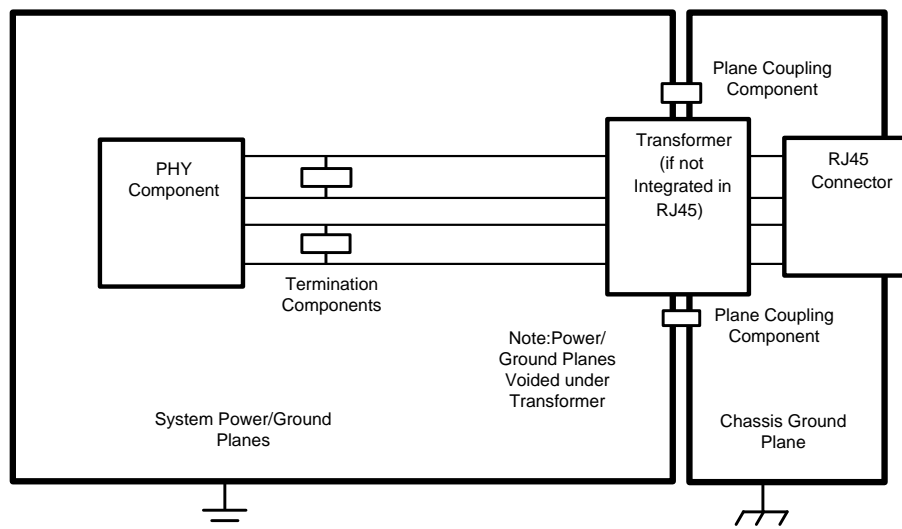 Plane Coupling
Component
PHY
Component
Transformer
(if not
Integrated in
RJ45)
RJ45
Connector
Termination
Components
Plane Coupling
Component
Note:Power/
Ground Planes
Voided under
Transformer
System Power/Ground
Planes
Chassis Ground
Plane